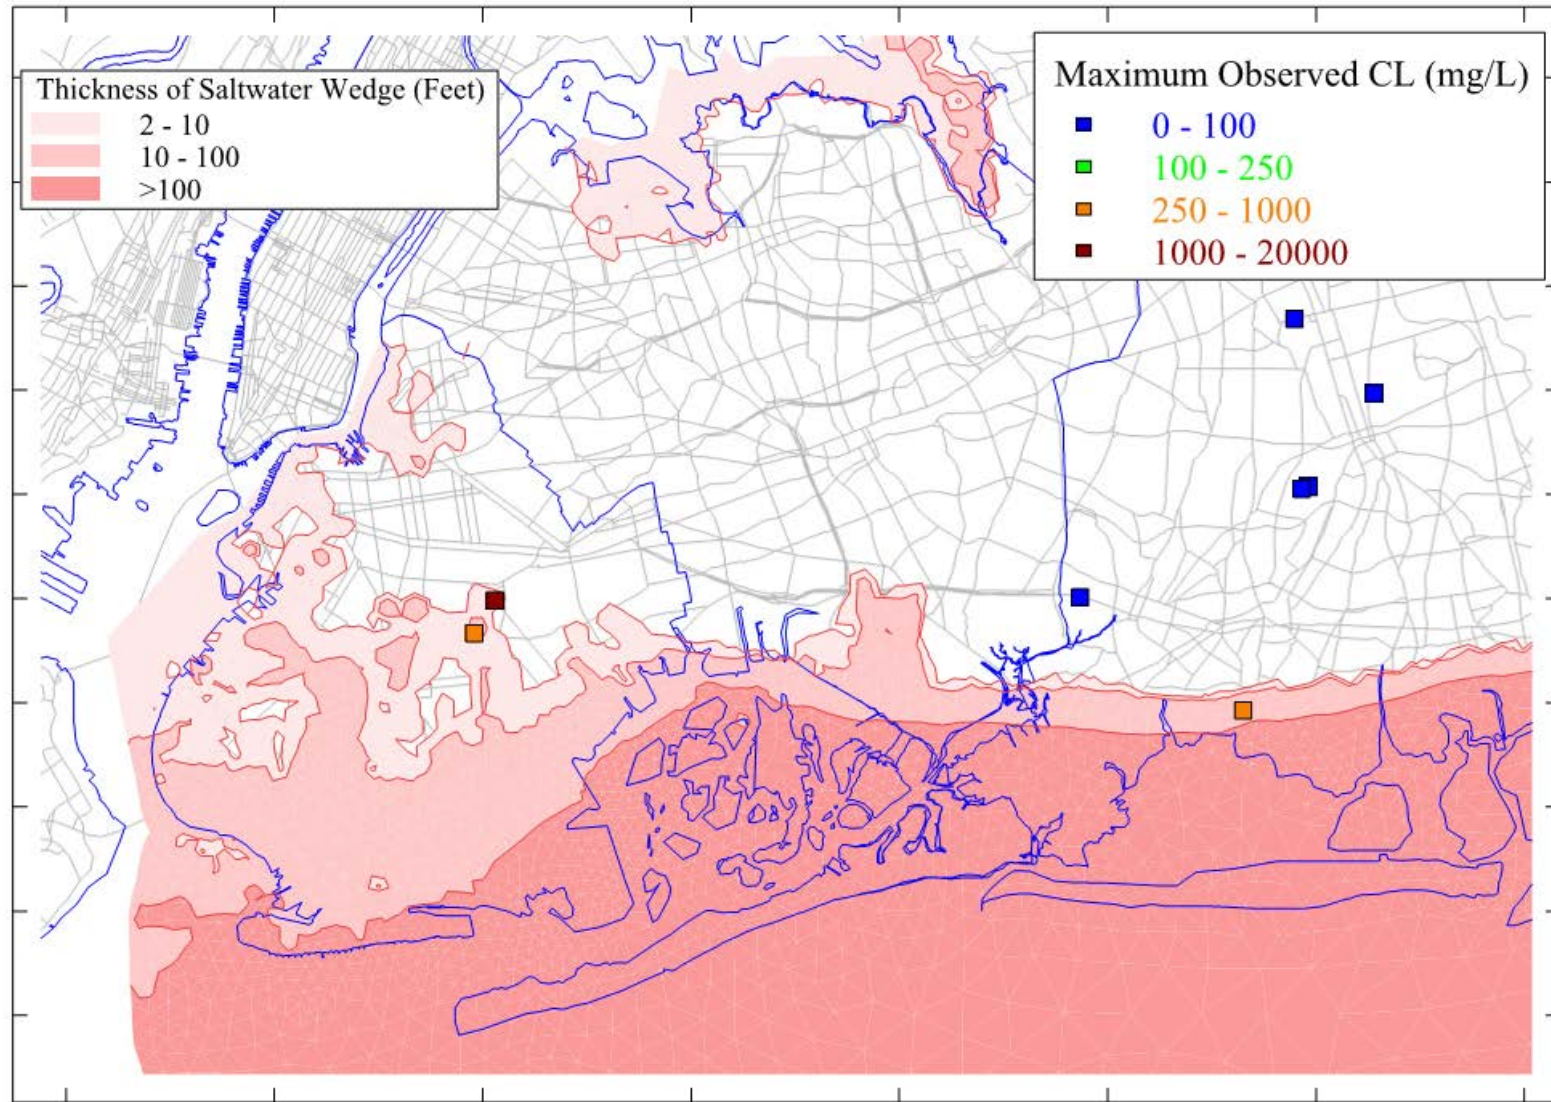 Thickness of Saltwater Wedge (Feet)
2 - 10
10 - 100
>100
Maximum Observed CL (mg/L)
0 - 100
100 - 250
250 - 1000
1000 - 20000